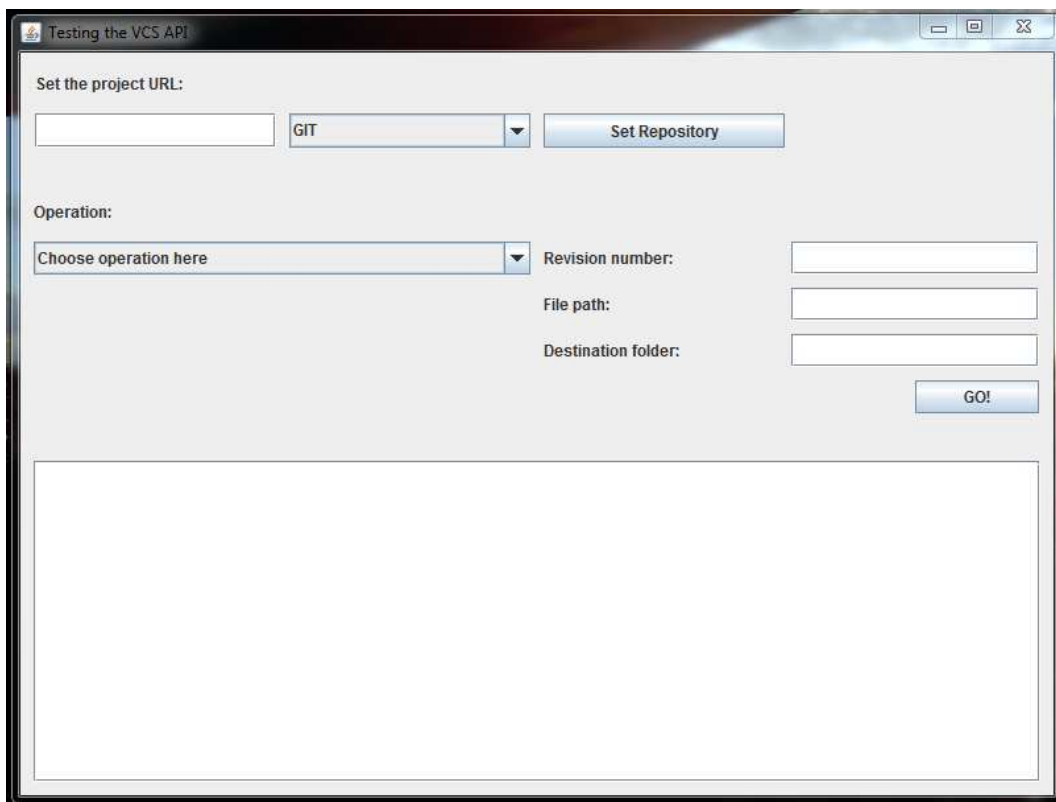 Testing the VCS API
Set the project URL:
GIT
Set Repository
Operation:
Choose operation here
Revision number:
File path:
Destination folder:
GO!